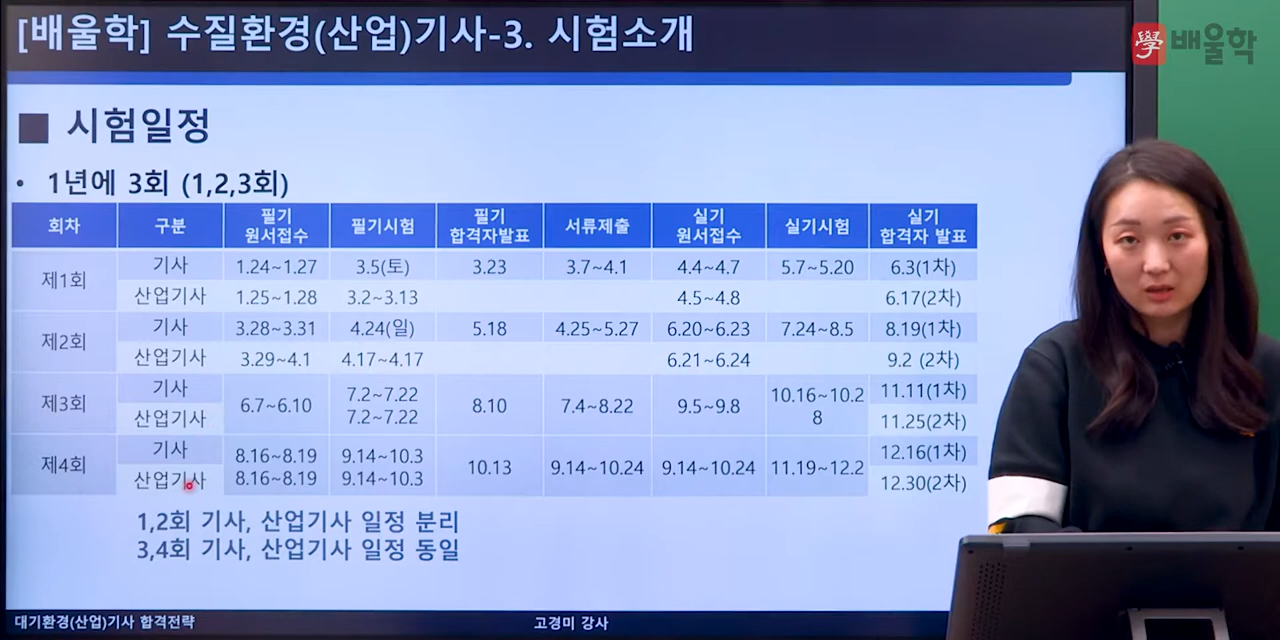 [배울학] 수질환경(산업)기사-3. 시험소개
學 배울학
■ 시험일정
• 1년에 3회 (1,2,3회)
회차 구분 필기 원서접수 필기시험 필기 합격자발표 서류제출 실기 원서접수 실기시험 실기 합격자 발표
제1회 기사 1.24~1.27 3.5(토) 3.23 3.7~4.1 4.4~4.7 5.7~5.20 6.3(1차)
산업기사 1.25~1.28 3.2~3.13 4.5~4.8 6.17(2차)
제2회 기사 3.28~3.31 4.24(일) 5.18 4.25~5.27 6.20~6.23 7.24~8.5 8.19(1차)
산업기사 3.29~4.1 4.17~4.17 6.21~6.24 9.2 (2차)
제3회 기사 6.7~6.10 7.2~7.22 8.10 7.4~8.22 9.5~9.8 10.16~10.28 11.11(1차)
산업기사 7.2~7.22 11.25(2차)
제4회 기사 8.16~8.19 9.14~10.3 10.13 9.14~10.24 9.14~10.24 11.19~12.2 12.16(1차)
산업기사 8.16~8.19 9.14~10.3 12.30(2차)
1,2회 기사, 산업기사 일정 분리
3,4회 기사, 산업기사 일정 동일
대기환경(산업)기사 합격전략 고경미 강사